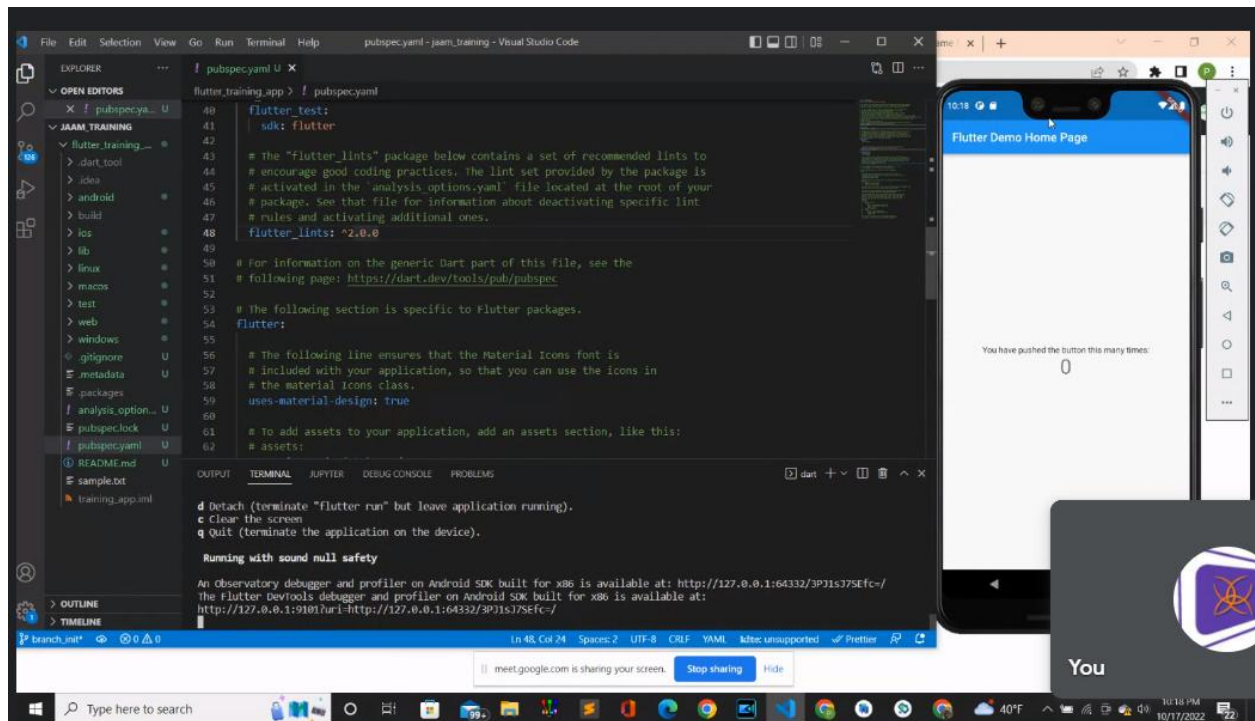 File Edit Selection View Go Run Terminal Help pubspec.yaml - jaam_training - Visual Studio Code
EXPLORER
pubspec.yaml U
OPEN EDITORS
pubspec.ya... U
JAAM_TRAINING
flutter_training_...
.dart_tool
.idea
android
build
ios
lib
linux
macos
test
web
windows
.gitignore U
.metadata U
.packages
analysis_option... U
pubspec.lock U
pubspec.yaml U
README.md U
sample.txt
training_app.iml
OUTLINE
TIMELINE
flutter_training_app > pubspec.yaml
40 flutter_test:
41 sdk: flutter
42
43 # The "flutter_lints" package below contains a set of recommended lints to
44 # encourage good coding practices. The lint set provided by the package is
45 # activated in the `analysis_options.yaml` file located at the root of your
46 # package. See that file for information about deactivating specific lint
47 # rules and activating additional ones.
48 flutter_lints: ^2.0.0
49
50 # For information on the generic Dart part of this file, see the
51 # following page: https://dart.dev/tools/pub/pubspec
52
53 # The following section is specific to Flutter packages.
54 flutter:
55
56 # The following line ensures that the Material Icons font is
57 # included with your application, so that you can use the icons in
58 # the material Icons class.
59 uses-material-design: true
60
61 # To add assets to your application, add an assets section, like this:
62 # assets:
OUTPUT TERMINAL JUPYTER DEBUG CONSOLE PROBLEMS
dart
d Detach (terminate "flutter run" but leave application running).
c Clear the screen
q Quit (terminate the application on the device).
Running with sound null safety
An Observatory debugger and profiler on Android SDK built for x86 is available at: http://127.0.0.1:64332/3PJ1sJ7SEfc=/
The Flutter DevTools debugger and profiler on Android SDK built for x86 is available at:
http://127.0.0.1:9101?uri=http://127.0.0.1:64332/3PJ1sJ7SEfc=/
branch_init* 0 0 Ln 48, Col 24 Spaces: 2 UTF-8 CRLF YAML kite: unsupported Prettier
10:18
Flutter Demo Home Page
You have pushed the button this many times:
0
You
meet.google.com is sharing your screen. Stop sharing Hide
Type here to search
99+
40°F
10:18 PM
10/17/2022
22